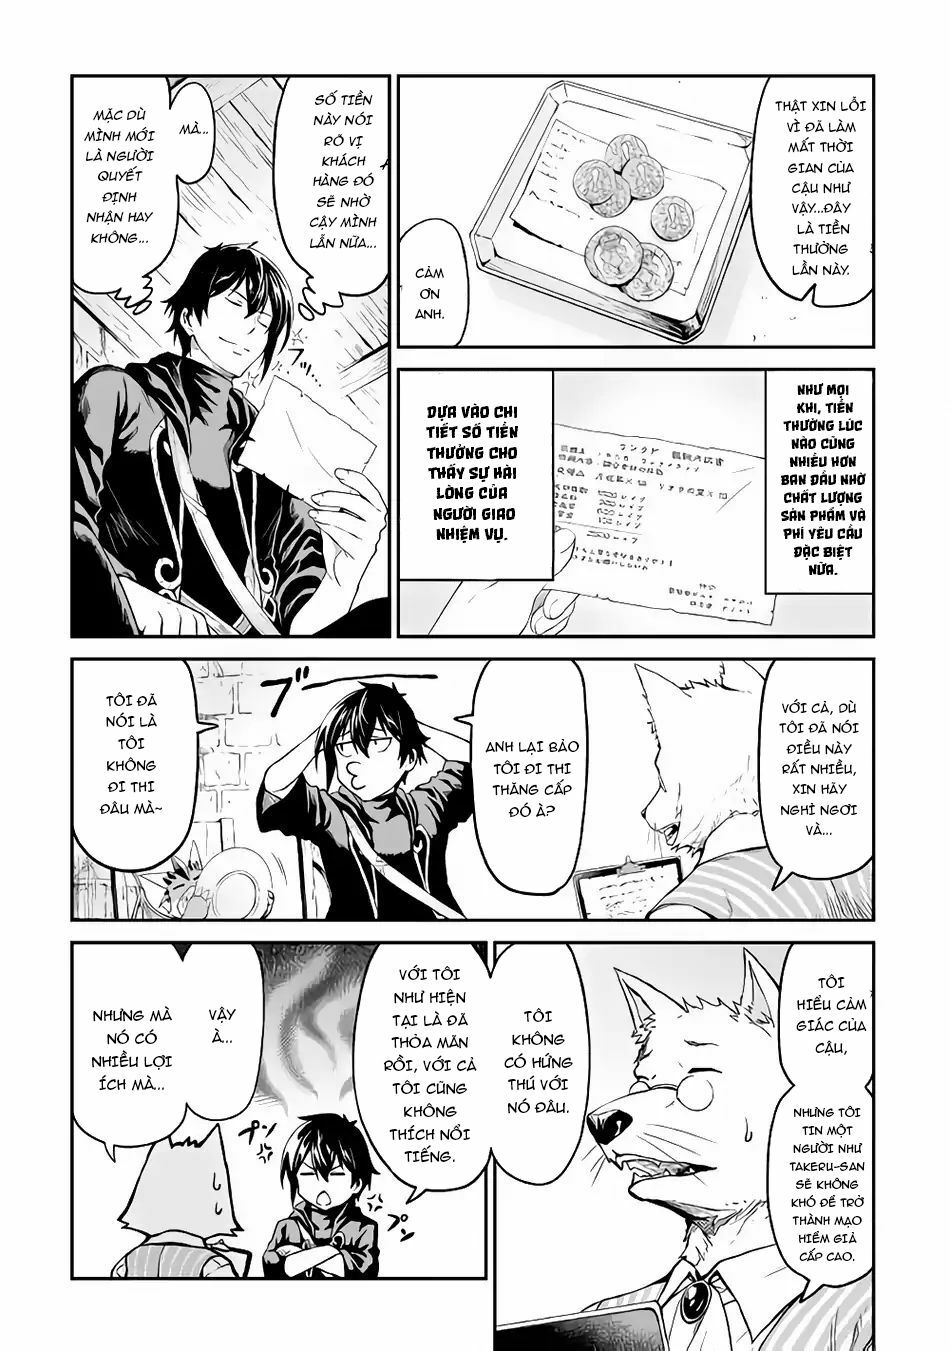 THẬT XIN LỖI
VÌ ĐÃ LÀM
MẤT THỜI
GIAN CỦA
CẬU NHƯ
VẬY...ĐÂY
LÀ TIỀN
THƯỞNG
LẦN NÀY.
CẢM
ƠN
ANH.
SỐ TIỀN
NÀY NÓI
RÕ VỊ
KHÁCH
HÀNG ĐÓ
SẼ NHỜ
CẬY MÌNH
LẦN NỮA...
MÀ...
MẶC DÙ
MÌNH MỚI
LÀ NGƯỜI
QUYẾT
ĐỊNH
NHẬN HAY
KHÔNG...
NHƯ MỌI
KHI, TIỀN
THƯỞNG LÚC
NÀO CŨNG
NHIỀU HƠN
BAN ĐẦU NHỜ
CHẤT LƯỢNG
SẢN PHẨM VÀ
PHÍ YÊU CẦU
ĐẶC BIỆT
NỮA.
DỰA VÀO CHI
TIẾT SỐ TIỀN
THƯỞNG CHO
THẤY SỰ HÀI
LÒNG CỦA
NGƯỜI GIAO
NHIỆM VỤ.
VỚI CẢ, DÙ
TÔI ĐÃ NÓI
ĐIỀU NÀY
RẤT NHIỀU,
XIN HÃY
NGHỈ NGƠI
VÀ...
ANH LẠI BẢO
TÔI ĐI THI
THĂNG CẤP
ĐÓ À?
ブー
TÔI ĐÃ
NÓI LÀ
TÔI
KHÔNG
ĐI THI
ĐÂU MÀ~
TÔI
HIỂU CẢM
GIÁC CỦA
CẬU,
NHƯNG TÔI
TIN MỘT
NGƯỜI NHƯ
TAKERU-SAN
SẼ KHÔNG
KHÓ ĐỂ TRỞ
THÀNH MẠO
HIỂM GIẢ
CẤP CAO.
TÔI
KHÔNG
CÓ HỨNG
THÚ VỚI
NÓ ĐÂU.
VỚI TÔI
NHƯ HIỆN
TẠI LÀ ĐÃ
THỎA MÃN
RỒI, VỚI CẢ
TÔI CŨNG
KHÔNG
THÍCH NỔI
TIẾNG.
プン
プン
VẬY
À...
NHƯNG MÀ
NÓ CÓ
NHIỀU LỢI
ÍCH MÀ...